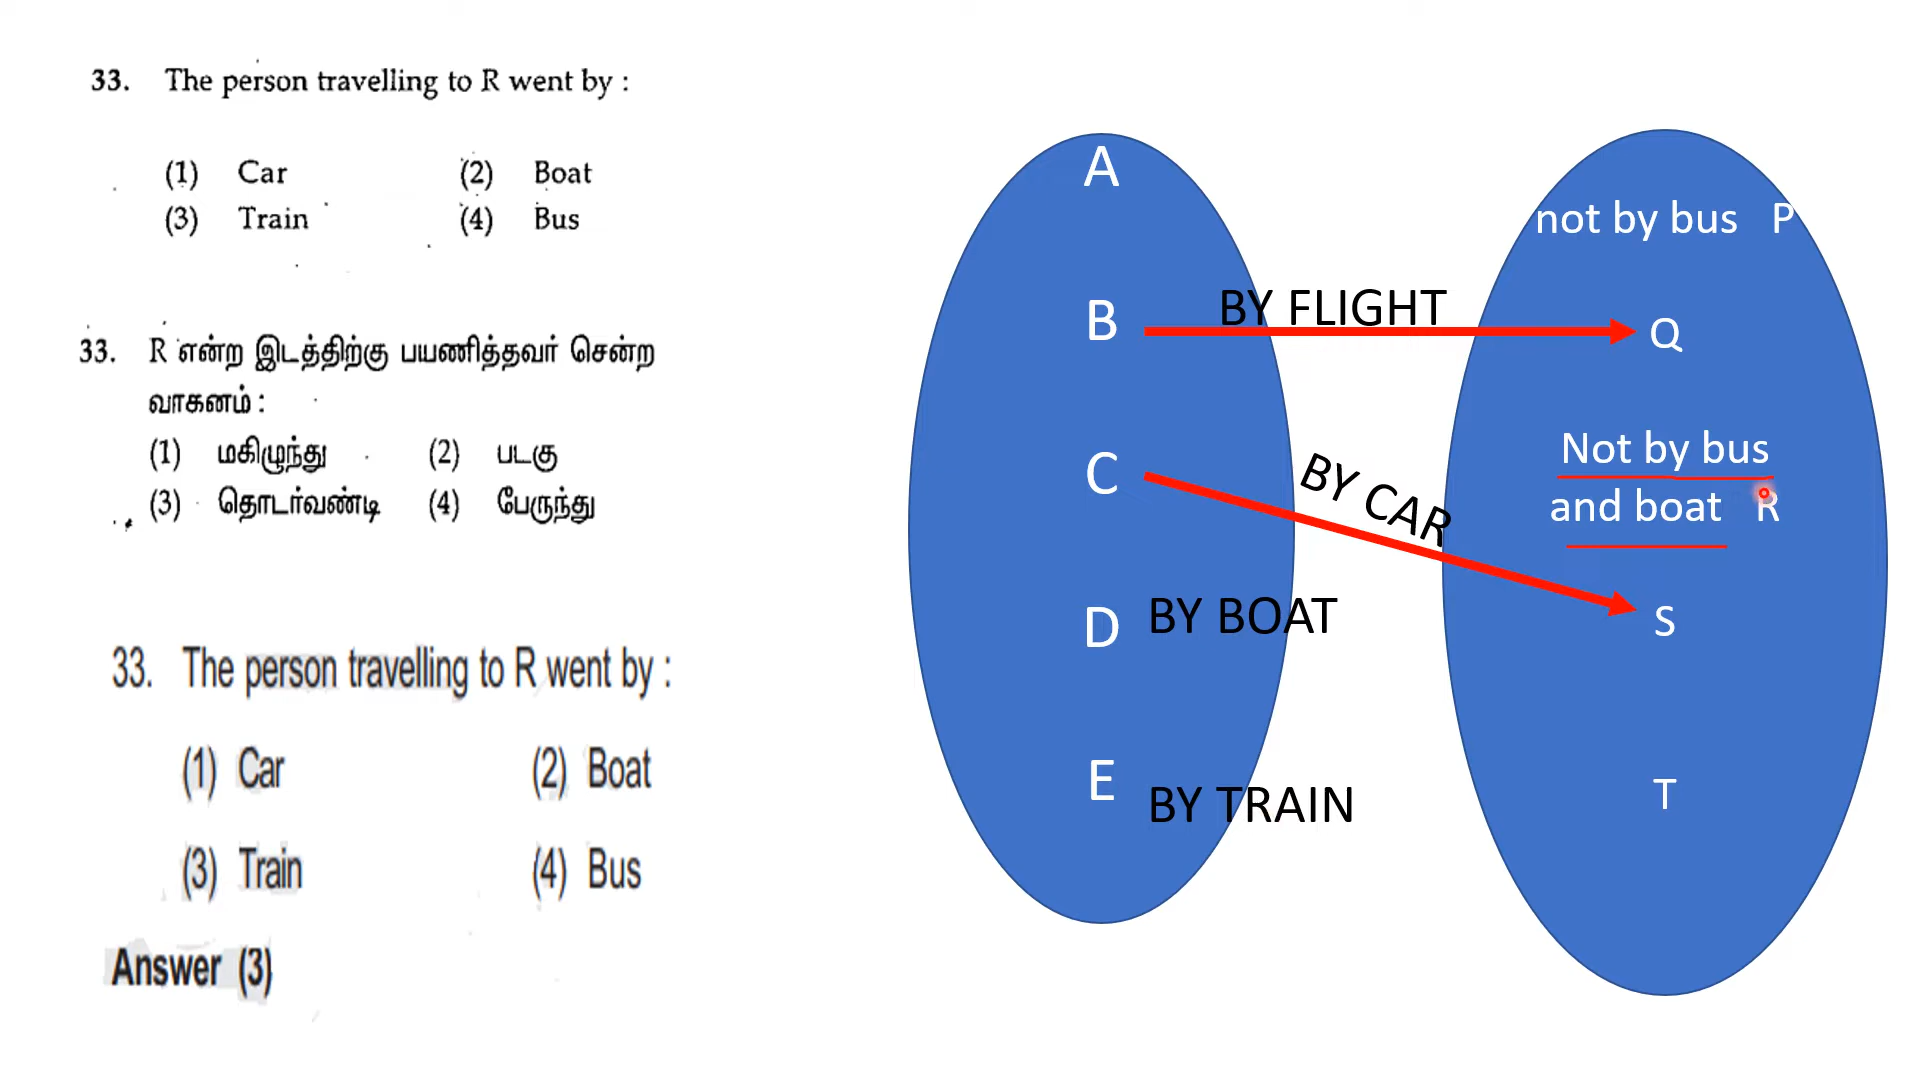 33. The person travelling to R went by :
(1) Car (2) Boat
(3) Train (4) Bus
33. R என்ற இடத்திற்கு பயணித்தவர் சென்ற
வாகனம் :
(1) மகிழுந்து (2) படகு
(3) தொடர்வண்டி (4) பேருந்து
33. The person travelling to R went by :
(1) Car (2) Boat
(3) Train (4) Bus
Answer (3)
A
B
C
D
E
BY FLIGHT
BY CAR
BY BOAT
BY TRAIN
not by bus P
Q
Not by bus
and boat R
S
T